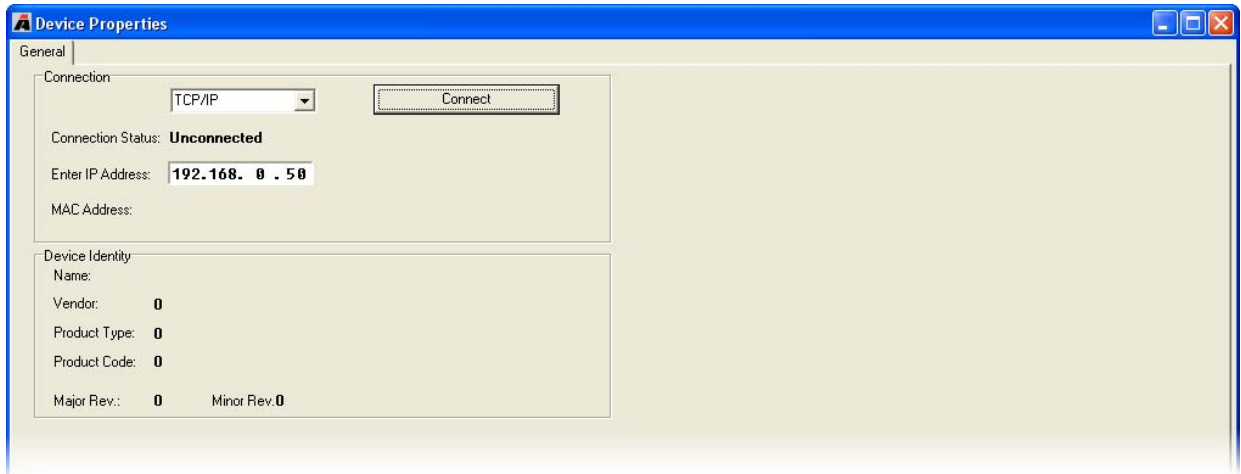 Device Properties
General
Connection
TCP/IP Connect
Connection Status: Unconnected
Enter IP Address: 192.168. 0 .50
MAC Address:
Device Identity
Name:
Vendor: 0
Product Type: 0
Product Code: 0
Major Rev.: 0 Minor Rev.0